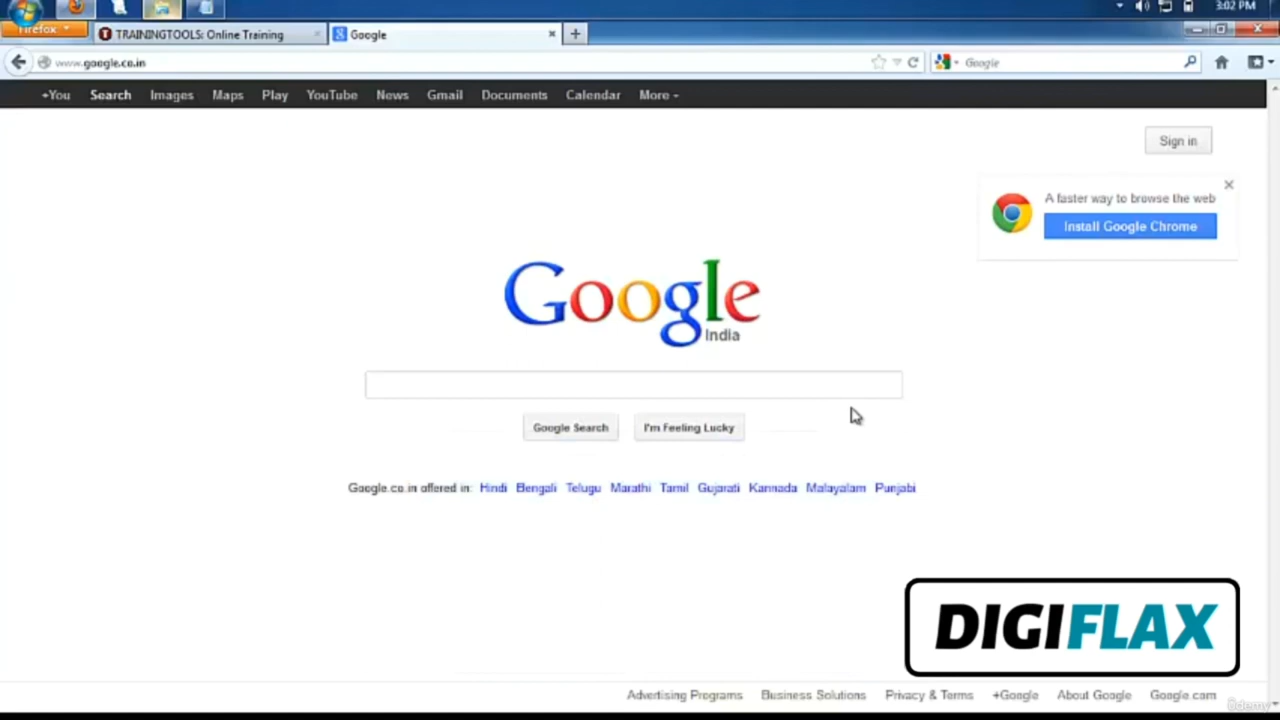 3:02 PM
Firefox
TRAININGTOOLS: Online Training
Google
www.google.co.in
Google
+You Search Images Maps Play YouTube News Gmail Documents Calendar More
Sign in
A faster way to browse the web
Install Google Chrome
Google
India
Google Search I'm Feeling Lucky
Google.co.in offered in: Hindi Bengali Telugu Marathi Tamil Gujarati Kannada Malayalam Punjabi
DIGIFLAX
Advertising Programs Business Solutions Privacy & Terms +Google About Google Google.com
Udemy